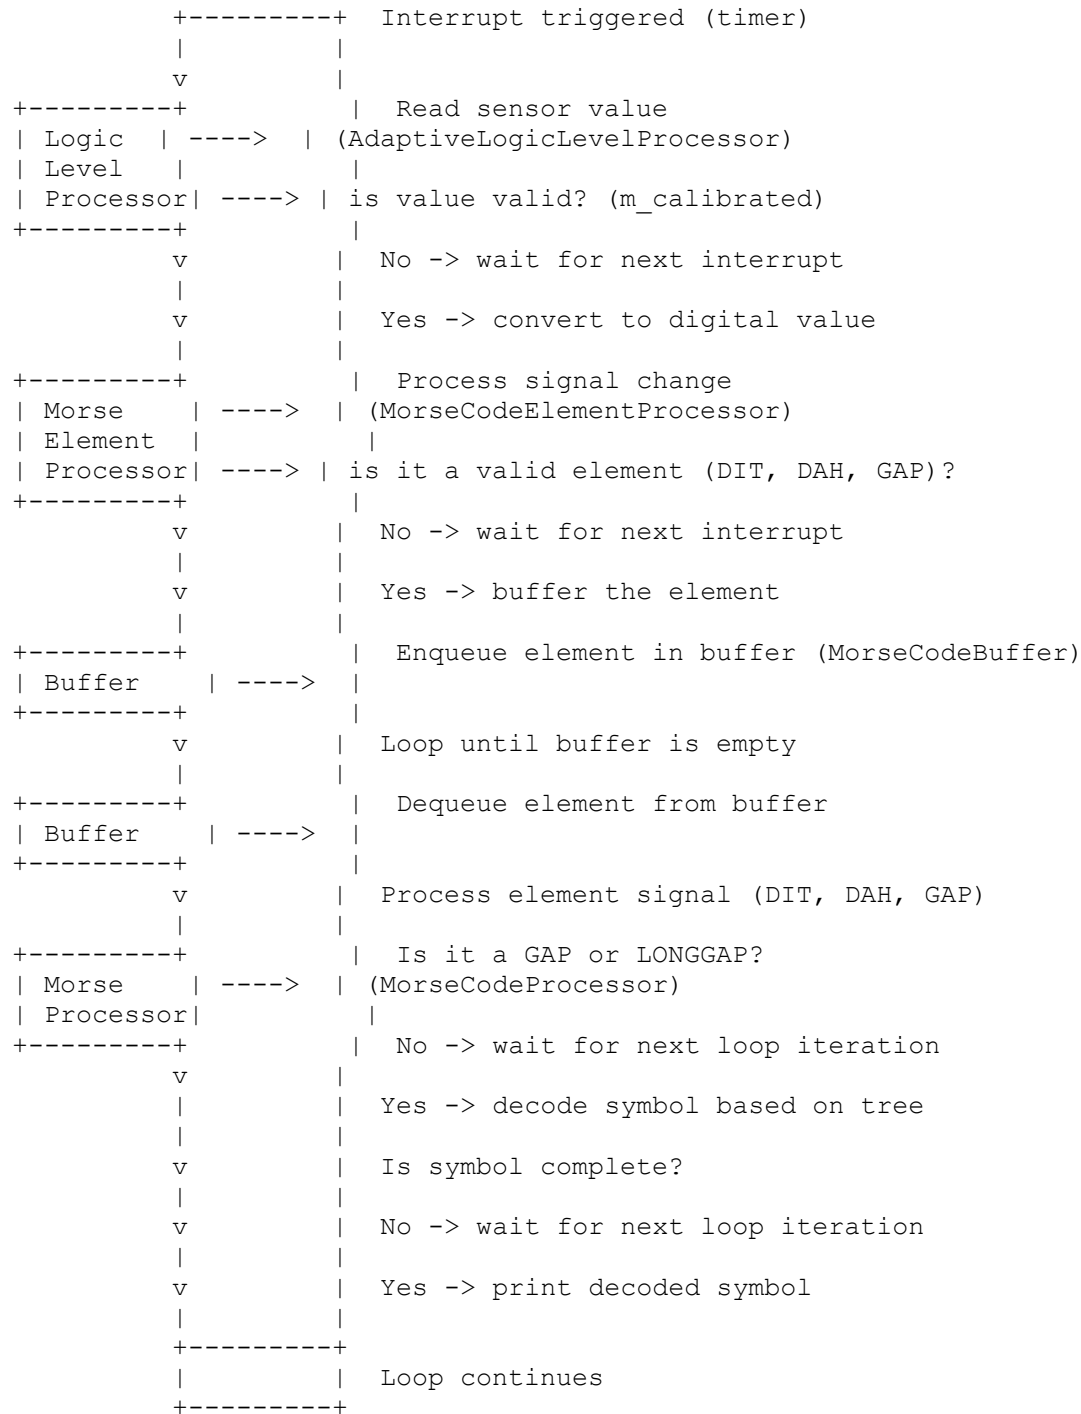 +---------+  Interrupt triggered (timer)
|         |
v         |
+---------+          |  Read sensor value
| Logic  | ---->  | (AdaptiveLogicLevelProcessor)
| Level   |          |
| Processor| ----> | is value valid? (m_calibrated)
+---------+          |
v         |  No -> wait for next interrupt
|         |
v         |  Yes -> convert to digital value
|         |
+---------+          |  Process signal change
| Morse    | ---->  | (MorseCodeElementProcessor)
| Element  |          |
| Processor| ----> | is it a valid element (DIT, DAH, GAP)?
+---------+          |
v         |  No -> wait for next interrupt
|         |
v         |  Yes -> buffer the element
|         |
+---------+          |  Enqueue element in buffer (MorseCodeBuffer)
| Buffer    | ---->  |
+---------+          |
v         |  Loop until buffer is empty
|         |
+---------+          |  Dequeue element from buffer
| Buffer    | ---->  |
+---------+          |
v         |  Process element signal (DIT, DAH, GAP)
|         |
+---------+          |  Is it a GAP or LONGGAP?
| Morse    | ---->  | (MorseCodeProcessor)
| Processor|          |
+---------+          |  No -> wait for next loop iteration
v         |
|         |  Yes -> decode symbol based on tree
|         |
v         |  Is symbol complete?
|         |
v         |  No -> wait for next loop iteration
|         |
v         |  Yes -> print decoded symbol
|         |
+---------+
|         |  Loop continues
+---------+